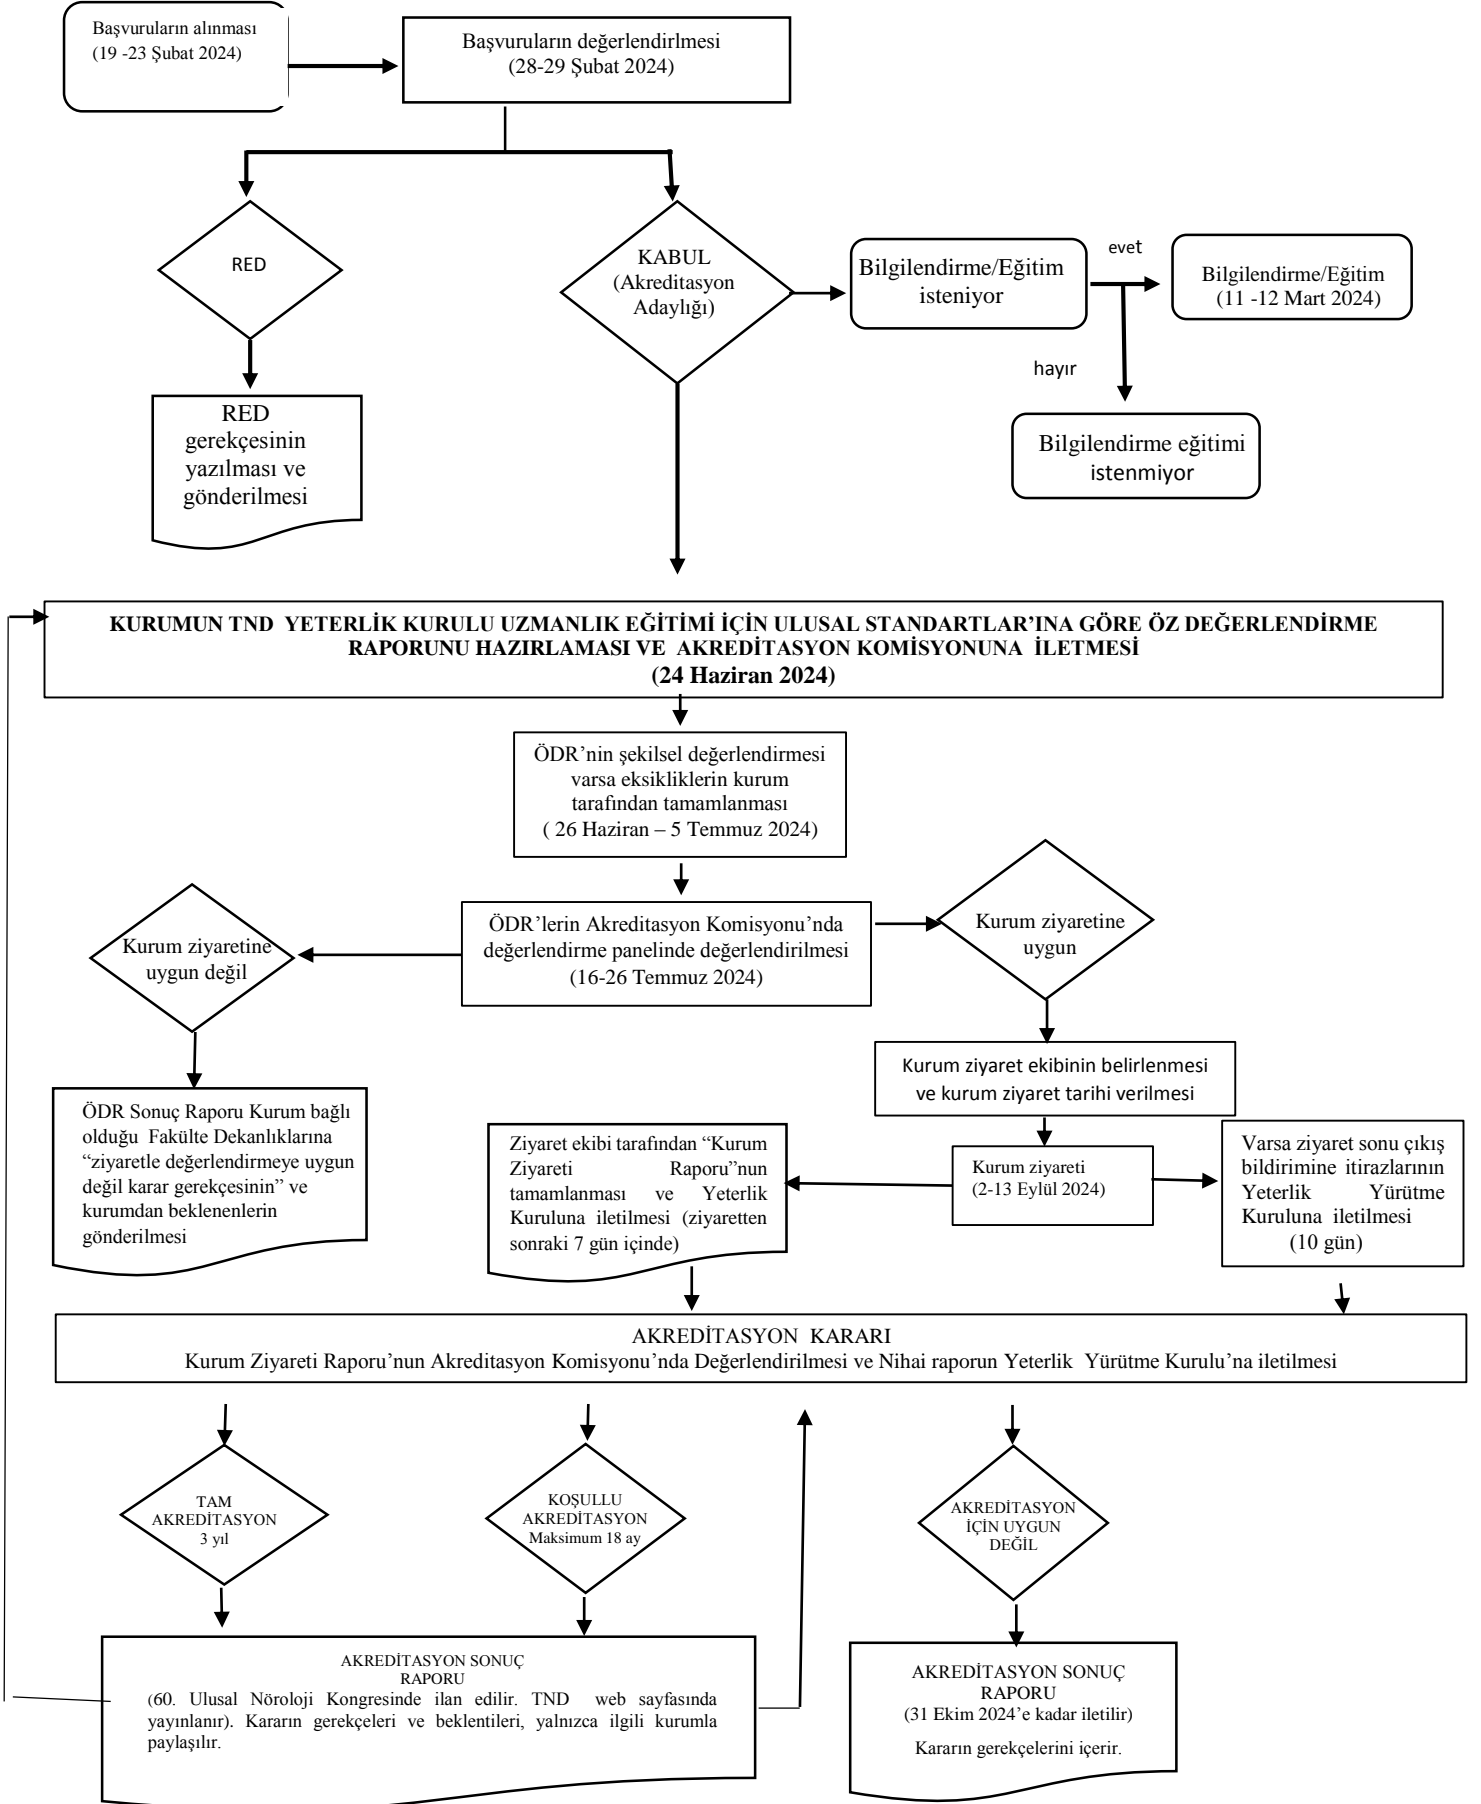 Başvuruların alınması
(19 -23 Şubat 2024)
Başvuruların değerlendirlmesi
(28-29 Şubat 2024)
RED
KABUL
(Akreditasyon
Adaylığı)
Bilgilendirme/Eğitim
isteniyor
evet
Bilgilendirme/Eğitim
(11 -12 Mart 2024)
hayır
Bilgilendirme eğitimi
istenmiyor
RED
gerekçesinin
yazılması ve
gönderilmesi
KURUMUN TND YETERLİK KURULU UZMANLIK EĞİTİMİ İÇİN ULUSAL STANDARTLAR’INA GÖRE ÖZ DEĞERLENDİRME
RAPORUNU HAZIRLAMASI VE AKREDİTASYON KOMİSYONUNA İLETMESİ
(24 Haziran 2024)
ÖDR’nin şekilsel değerlendirmesi
varsa eksikliklerin kurum
tarafından tamamlanması
( 26 Haziran – 5 Temmuz 2024)
Kurum ziyaretine
uygun değil
ÖDR’lerin Akreditasyon Komisyonu’nda
değerlendirme panelinde değerlendirilmesi
(16-26 Temmuz 2024)
Kurum ziyaretine
uygun
Kurum ziyaret ekibinin belirlenmesi
ve kurum ziyaret tarihi verilmesi
ÖDR Sonuç Raporu Kurum bağlı
olduğu Fakülte Dekanlıklarına
“ziyaretle değerlendirmeye uygun
değil karar gerekçesinin” ve
kurumdan beklenenlerin
gönderilmesi
Ziyaret ekibi tarafından “Kurum
Ziyareti Raporu”nun
tamamlanması ve Yeterlik
Kuruluna iletilmesi (ziyaretten
sonraki 7 gün içinde)
Kurum ziyareti
(2-13 Eylül 2024)
Varsa ziyaret sonu çıkış
bildirimine itirazlarının
Yeterlik Yürütme
Kuruluna iletilmesi
(10 gün)
AKREDİTASYON KARARI
Kurum Ziyareti Raporu’nun Akreditasyon Komisyonu’nda Değerlendirilmesi ve Nihai raporun Yeterlik Yürütme Kurulu’na iletilmesi
TAM
AKREDİTASYON
3 yıl
KOŞULLU
AKREDİTASYON
Maksimum 18 ay
AKREDİTASYON
İÇİN UYGUN
DEĞİL
AKREDİTASYON SONUÇ
RAPORU
(60. Ulusal Nöroloji Kongresinde ilan edilir. TND web sayfasında
yayınlanır). Kararın gerekçeleri ve beklentileri, yalnızca ilgili kurumla
paylaşılır.
AKREDİTASYON SONUÇ
RAPORU
(31 Ekim 2024’e kadar iletilir)
Kararın gerekçelerini içerir.